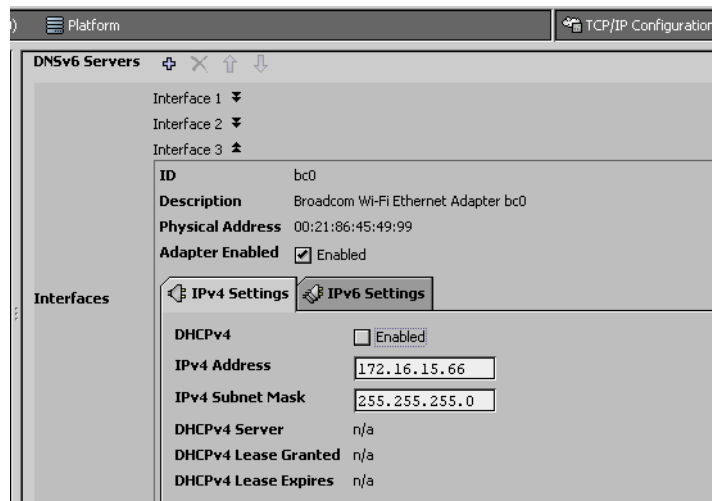 ) Platform TCP/IP Configuration
DNSv6 Servers
Interface 1
Interface 2
Interface 3
ID bc0
Description Broadcom Wi-Fi Ethernet Adapter bc0
Physical Address 00:21:86:45:49:99
Adapter Enabled Enabled
Interfaces
IPv4 Settings IPv6 Settings
DHCPv4 Enabled
IPv4 Address 172.16.15.66
IPv4 Subnet Mask 255.255.255.0
DHCPv4 Server n/a
DHCPv4 Lease Granted n/a
DHCPv4 Lease Expires n/a